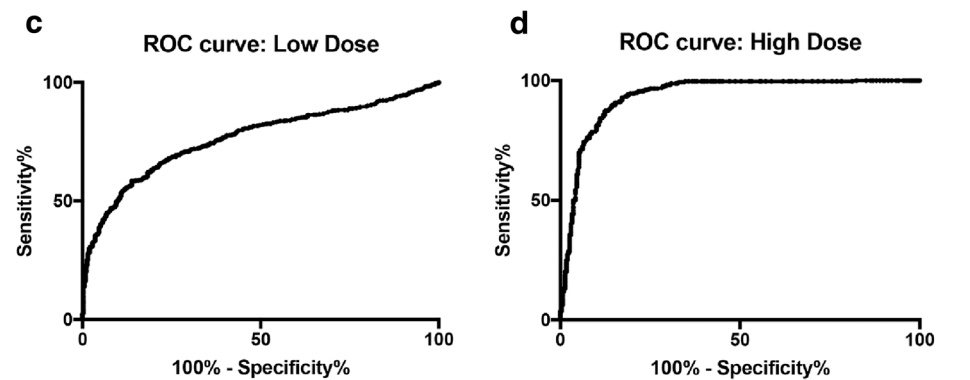 c
ROC curve: Low Dose
100
50
0
Sensitivity%
0 50 100
100% - Specificity%
d
ROC curve: High Dose
100
50
0
Sensitivity%
0 50 100
100% - Specificity%